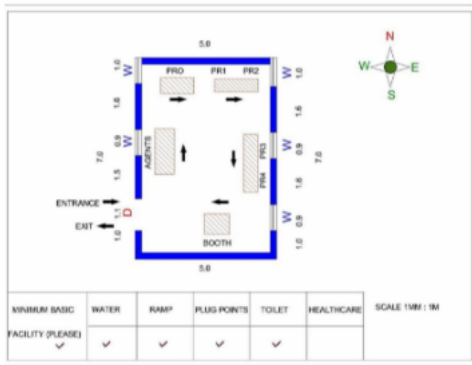 5.0
N
W E
S
PRO PR1 PR2
1.0 W
W 1.0
1.6
1.6
0.9 W
W 0.9
AGENTS
PR3
PR4
7.0
7.0
1.5
1.6
ENTRANCE
1.1 D
EXIT
1.0
W 0.9
1.0
BOOTH
5.0
MINIMUM BASIC WATER RAMP PLUG POINTS TOILET HEALTHCARE SCALE 1MM : 1M
FACILITY (PLEASE)